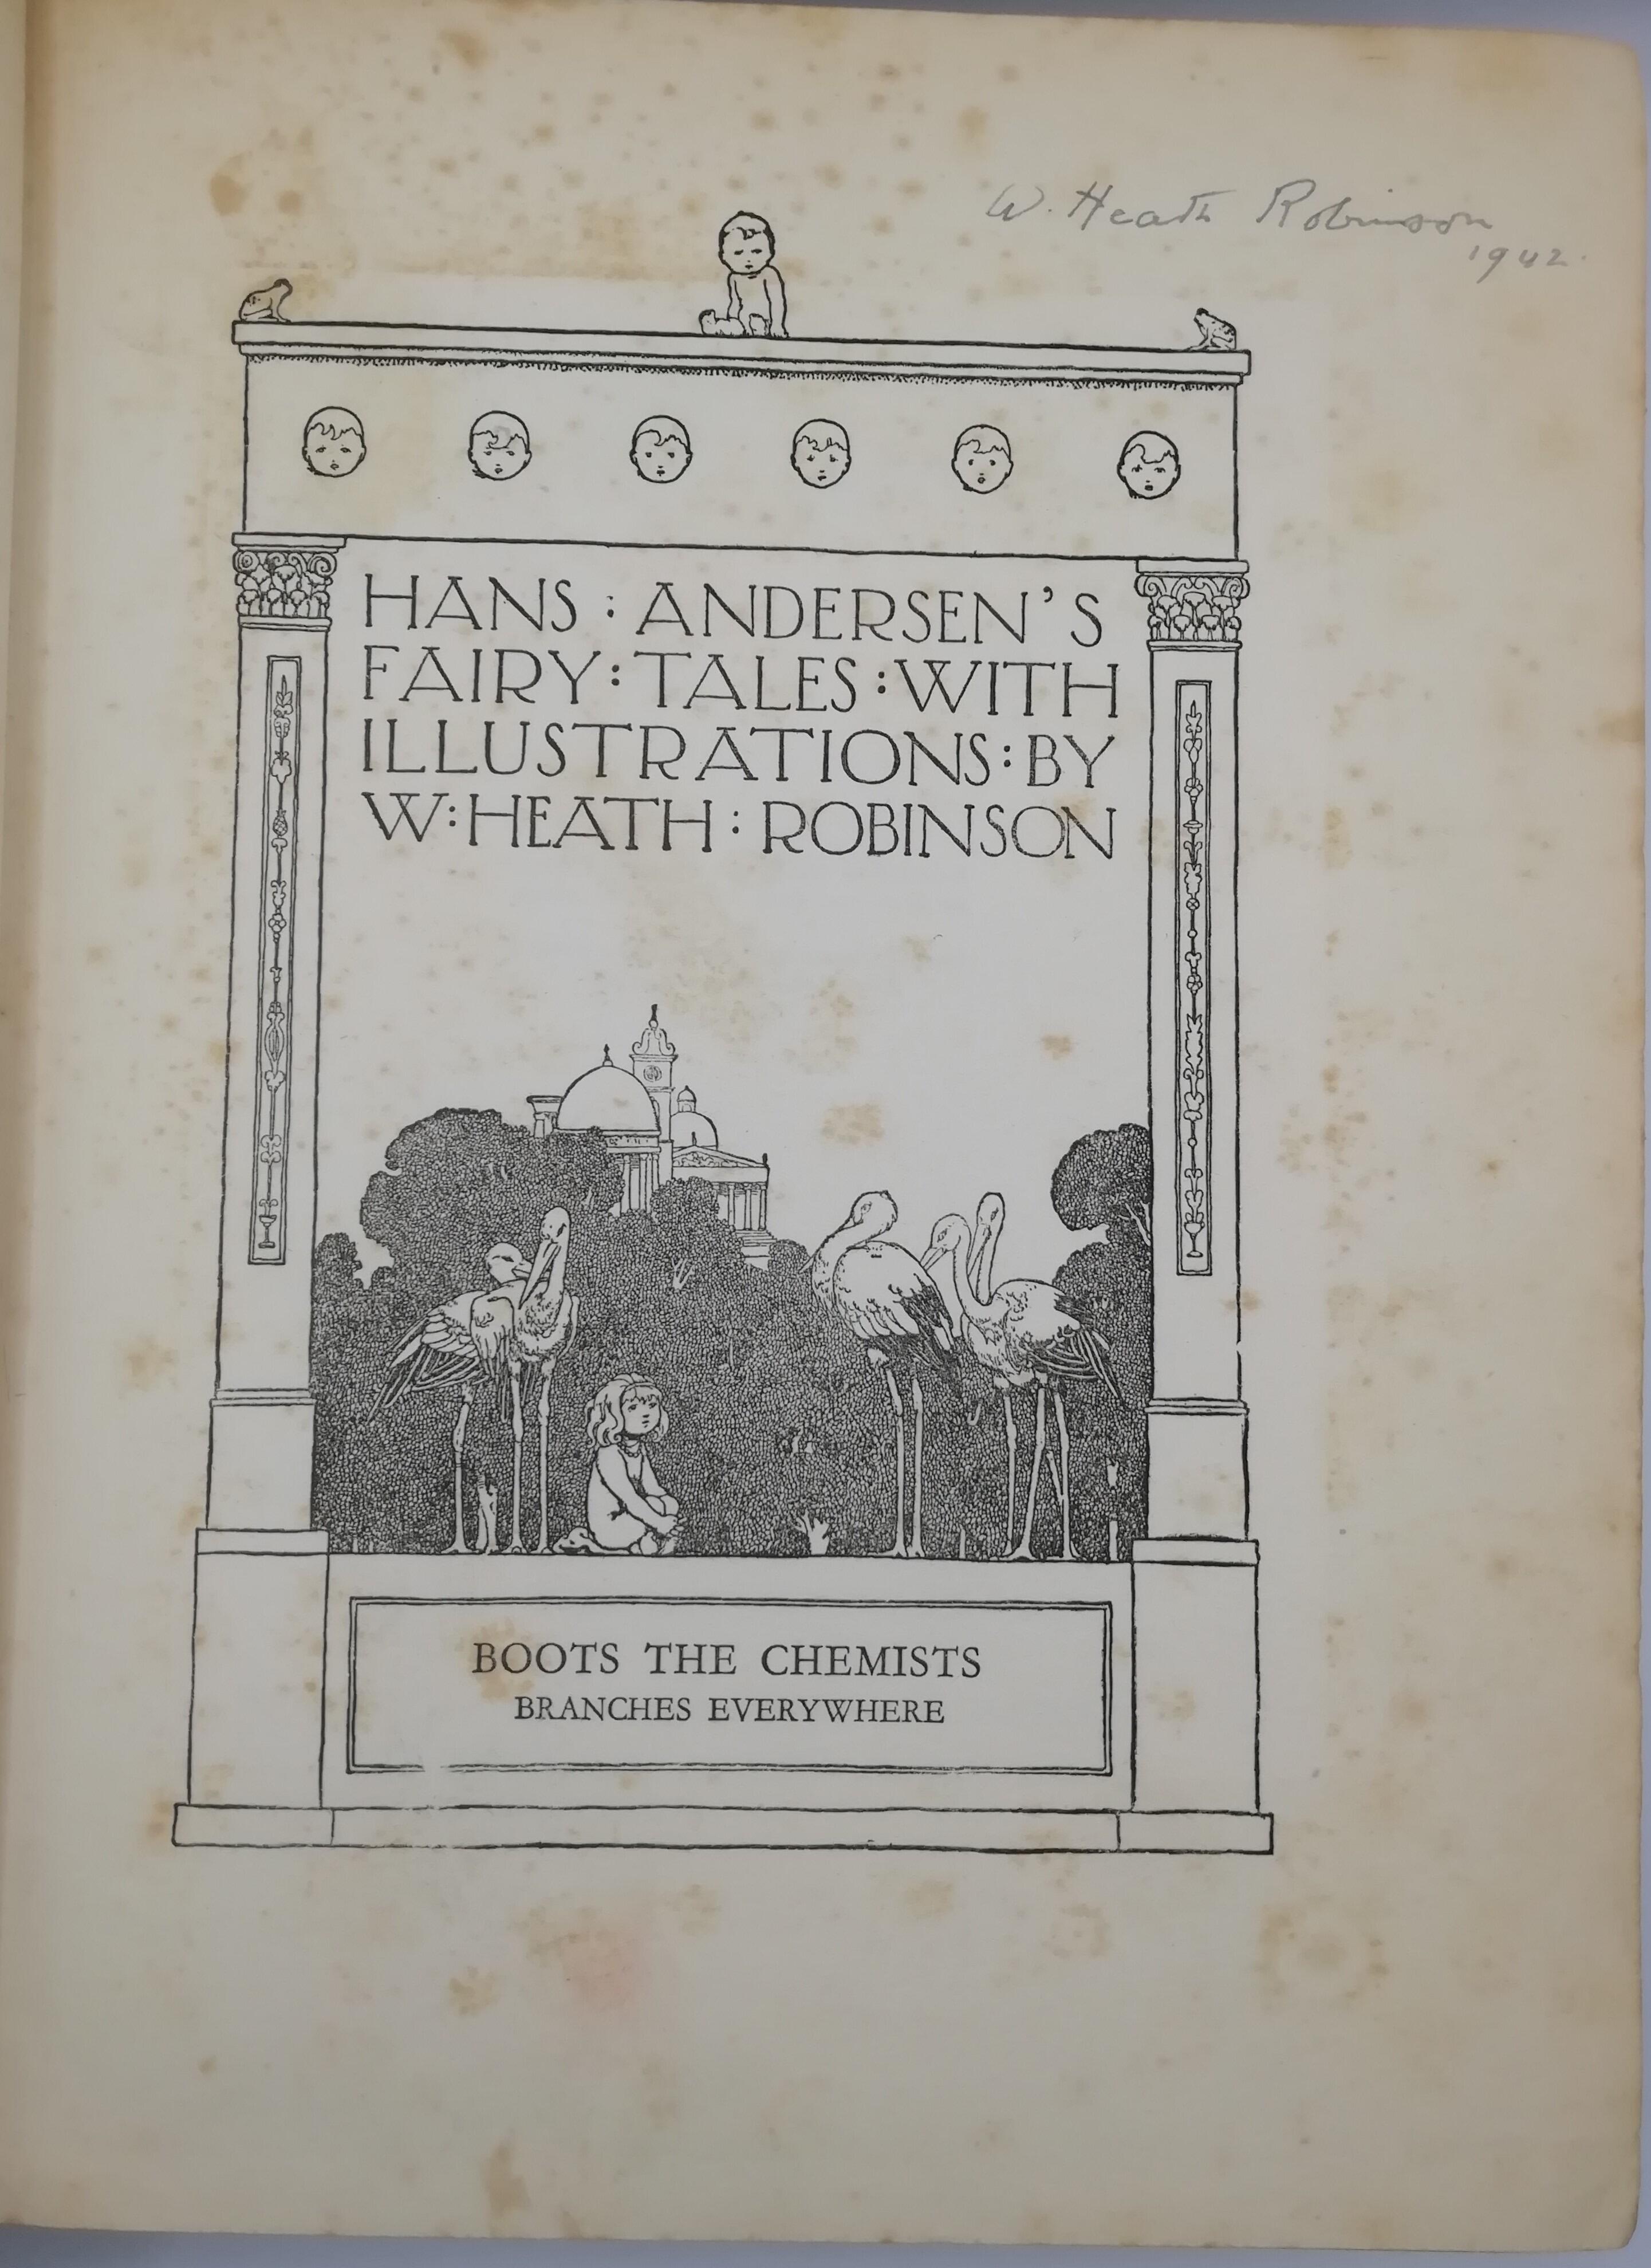 W. Heath Robinson
1942.
HANS : ANDERSEN'S
FAIRY : TALES : WITH
ILLUSTRATIONS : BY
W : HEATH : ROBINSON
BOOTS THE CHEMISTS
BRANCHES EVERYWHERE